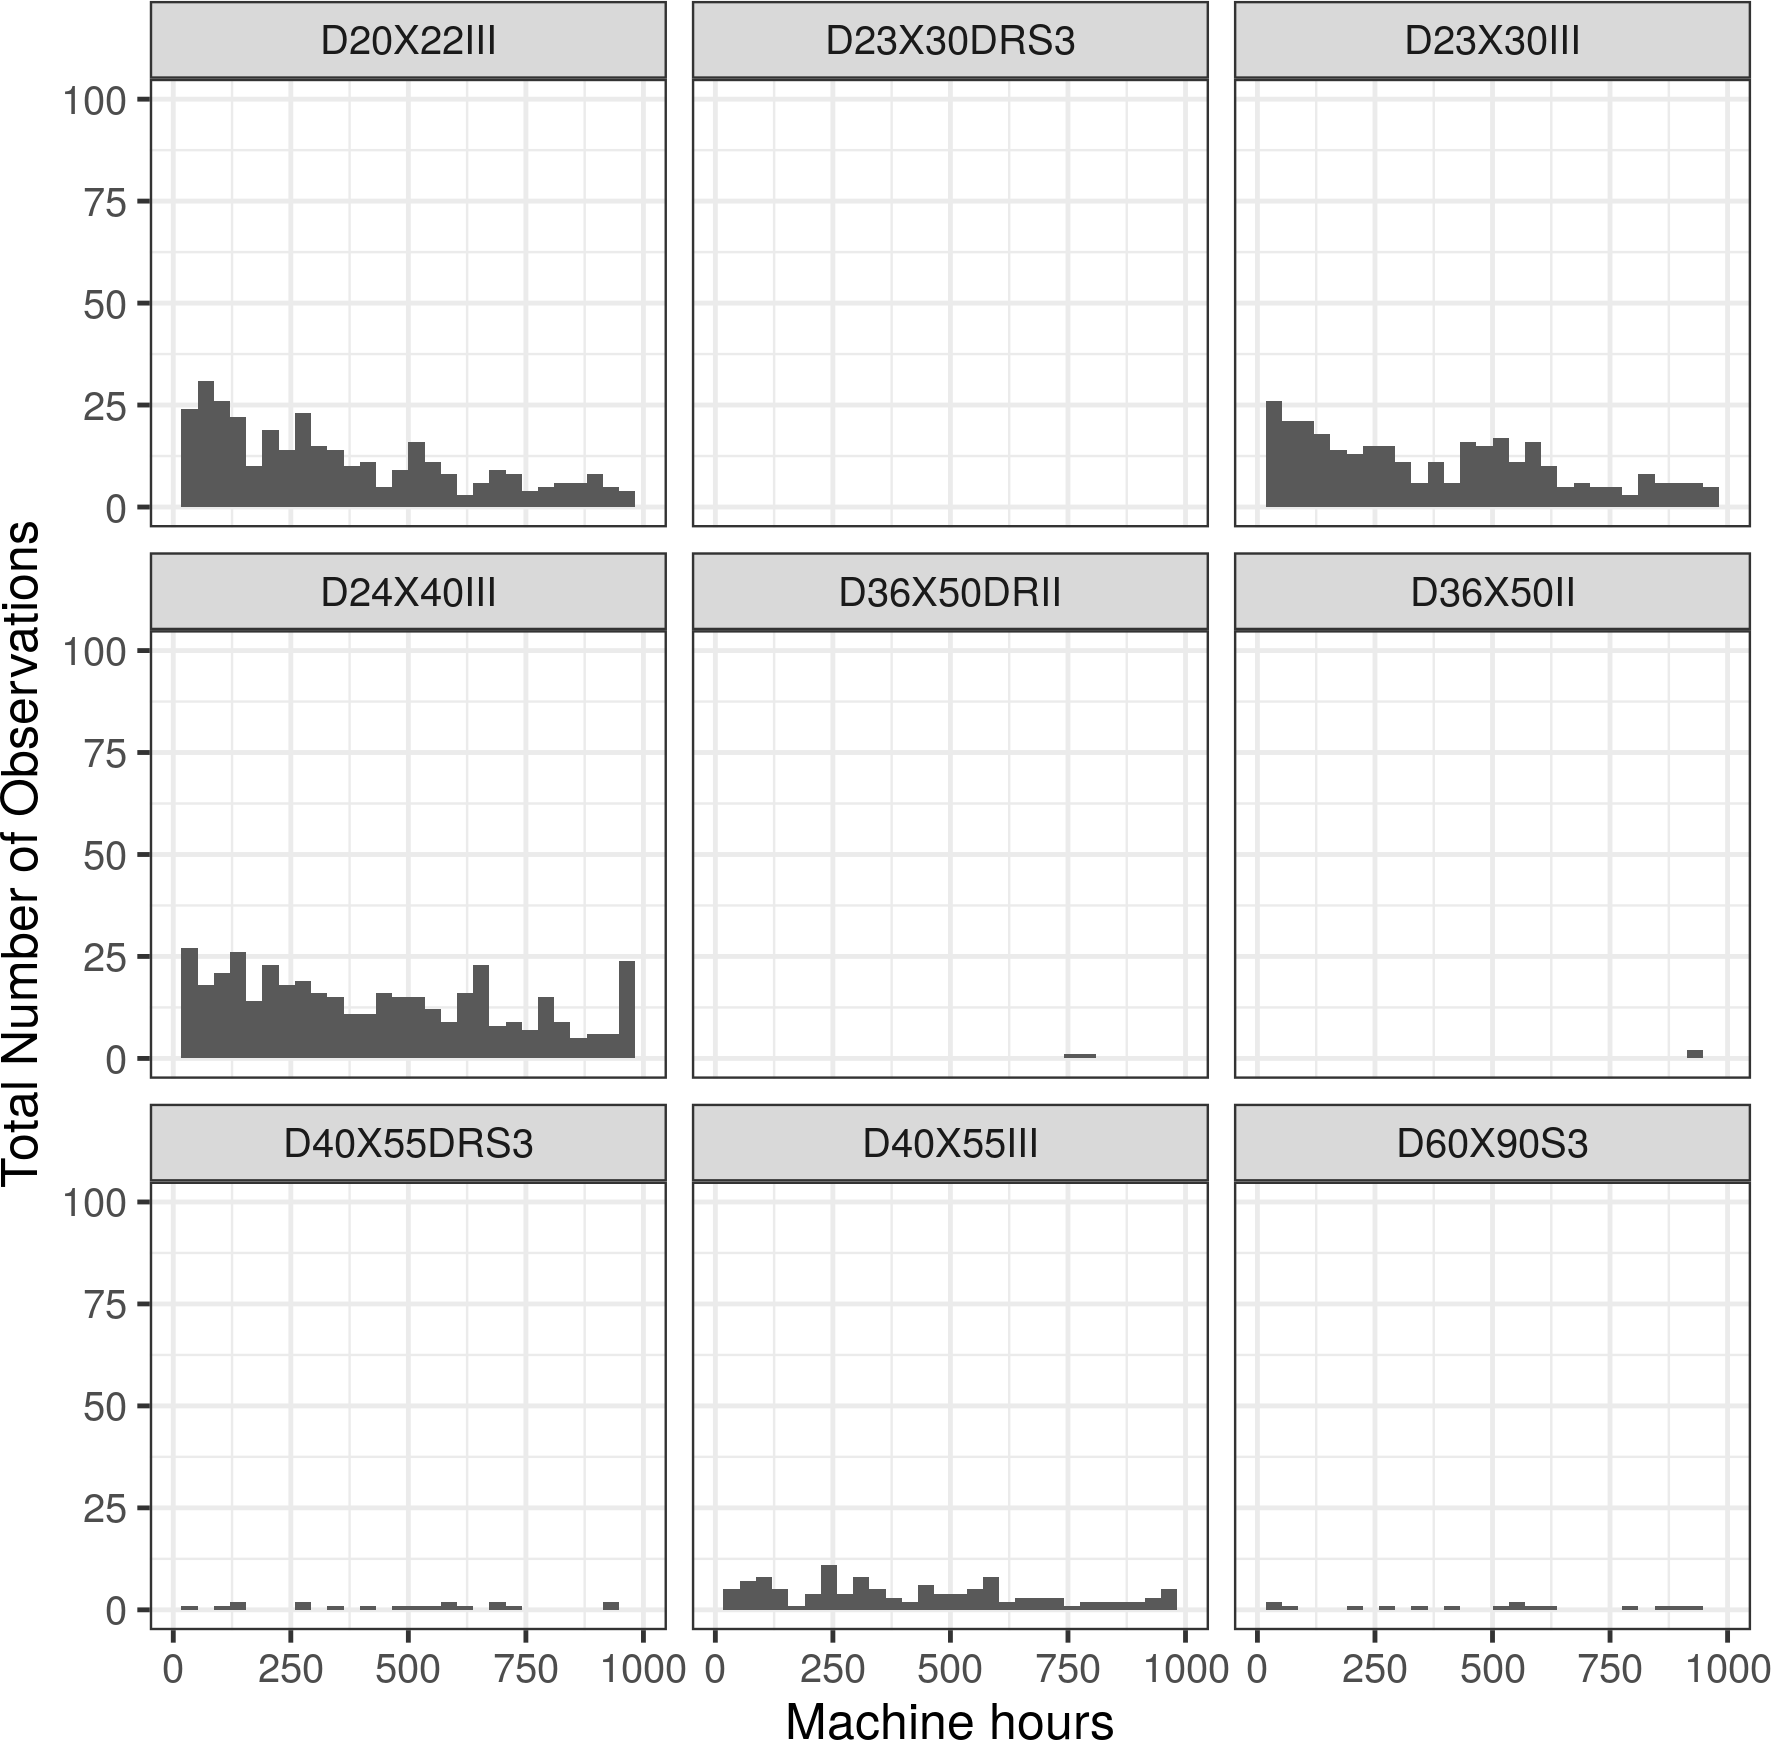 D20X22III D23X30DRS3 D23X30III
100
75
50
25
0
D24X40III D36X50DRII D36X50II
100
75
50
25
0
D40X55DRS3 D40X55III D60X90S3
100
75
50
25
0
0 250 500 750 1000 0 250 500 750 1000 0 250 500 750 1000
Machine hours
Total Number of Observations